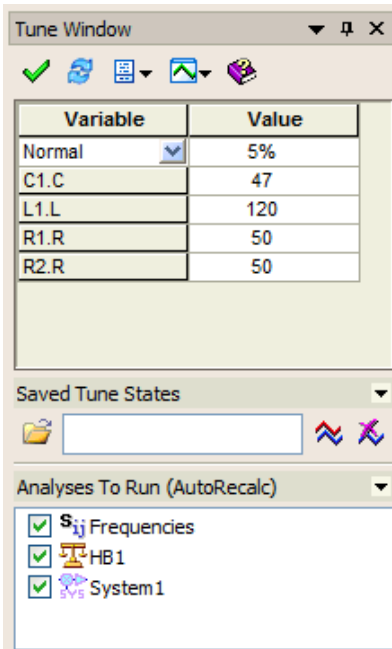 Tune Window
Variable Value
Normal 5%
C1.C 47
L1.L 120
R1.R 50
R2.R 50
Saved Tune States
Analyses To Run (AutoRecalc)
Sij Frequencies
HB1
SYS System1